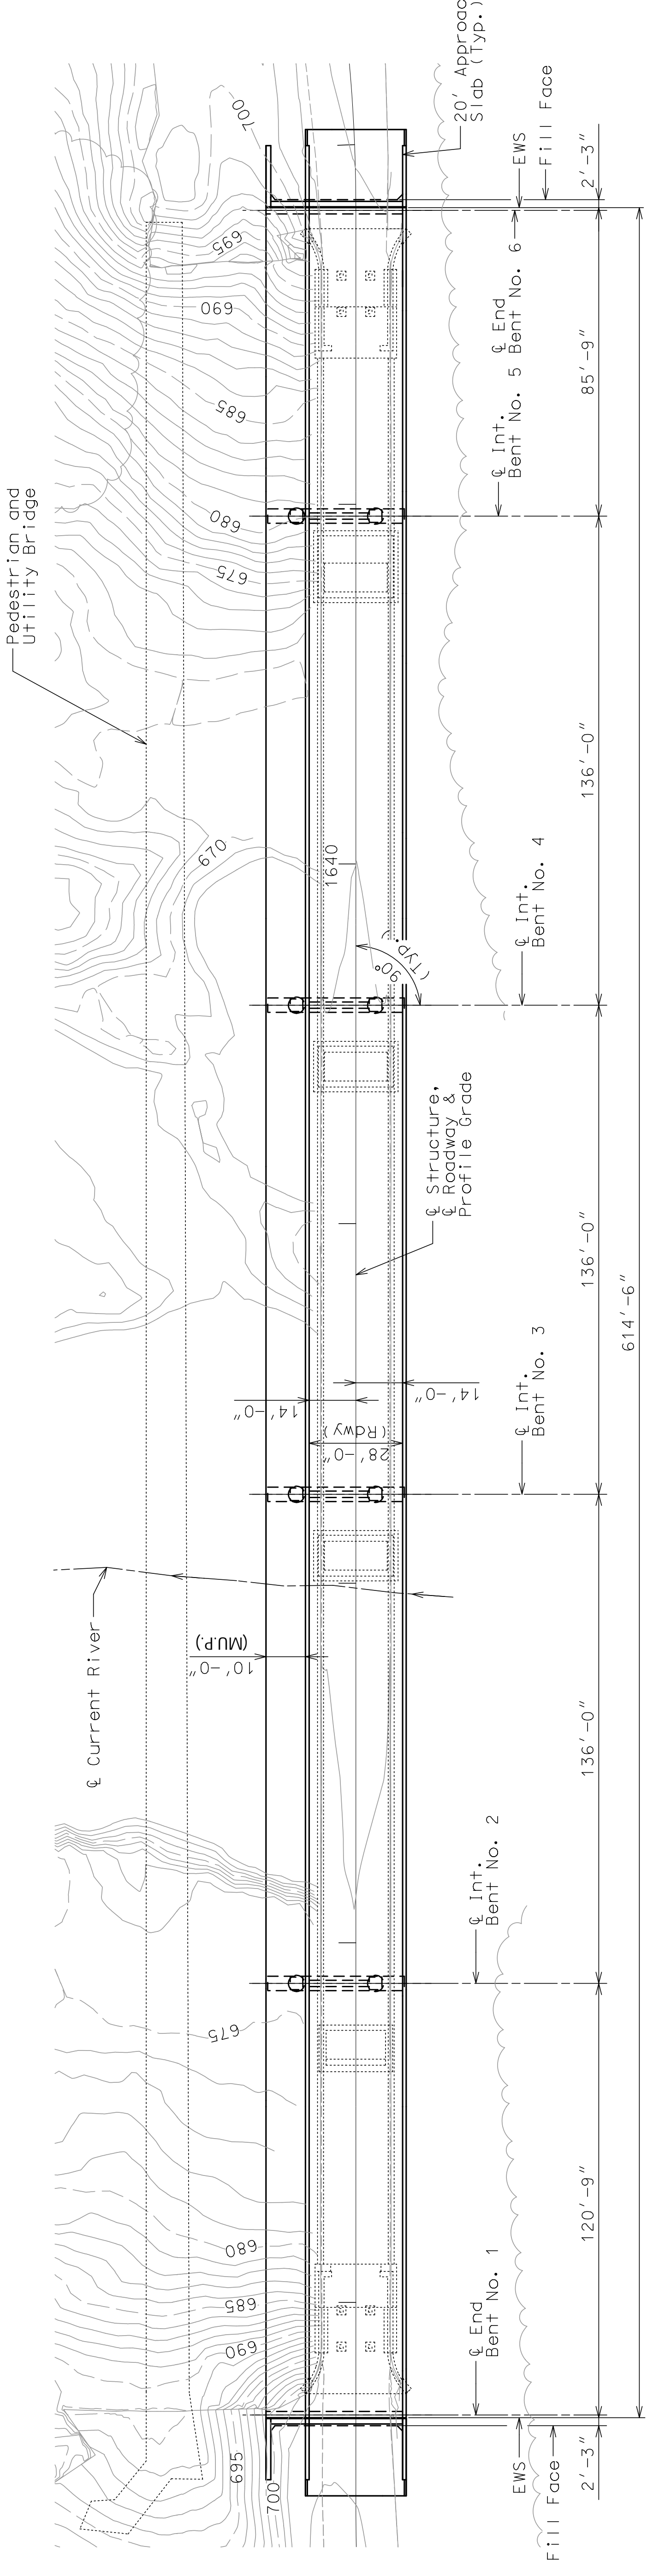 20' Approac
Slab (Typ.)
Fill Face
EWS
2'-3"
700
695
690
685
680
675
670
℄ End
Bent No. 6
℄ Int.
Bent No. 5
85'-9"
Pedestrian and
Utility Bridge
136'-0"
℄ Int.
Bent No. 4
1640
90°
(Typ.)
℄ Structure,
℄ Roadway &
Profile Grade
136'-0"
614'-6"
℄ Int.
Bent No. 3
14'-0"
14'-0"
28'-0"
(Rdwy)
℄ Current River
10'-0"
(MU.P.)
136'-0"
℄ Int.
Bent No. 2
675
680
685
690
695
700
120'-9"
℄ End
Bent No. 1
EWS
Fill Face
2'-3"